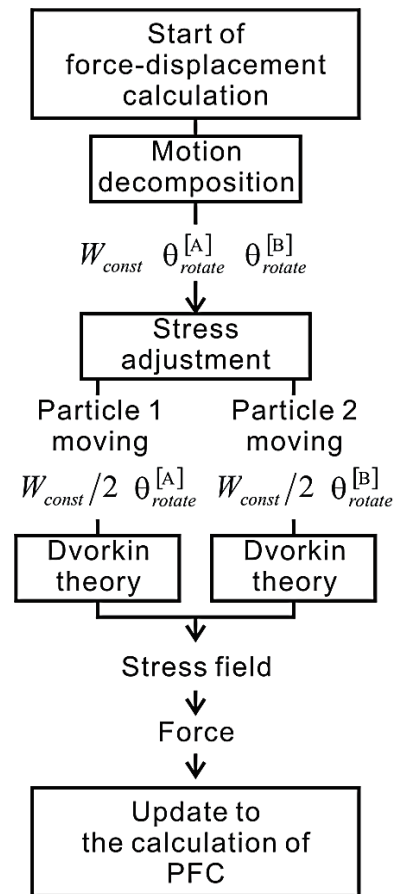 Start of
force-displacement
calculation
Motion
decomposition
W_const θ_rotate^[A] θ_rotate^[B]
Stress
adjustment
Particle 1 Particle 2
moving moving
W_const/2 θ_rotate^[A] W_const/2 θ_rotate^[B]
Dvorkin Dvorkin
theory theory
Stress field
Force
Update to
the calculation of
PFC